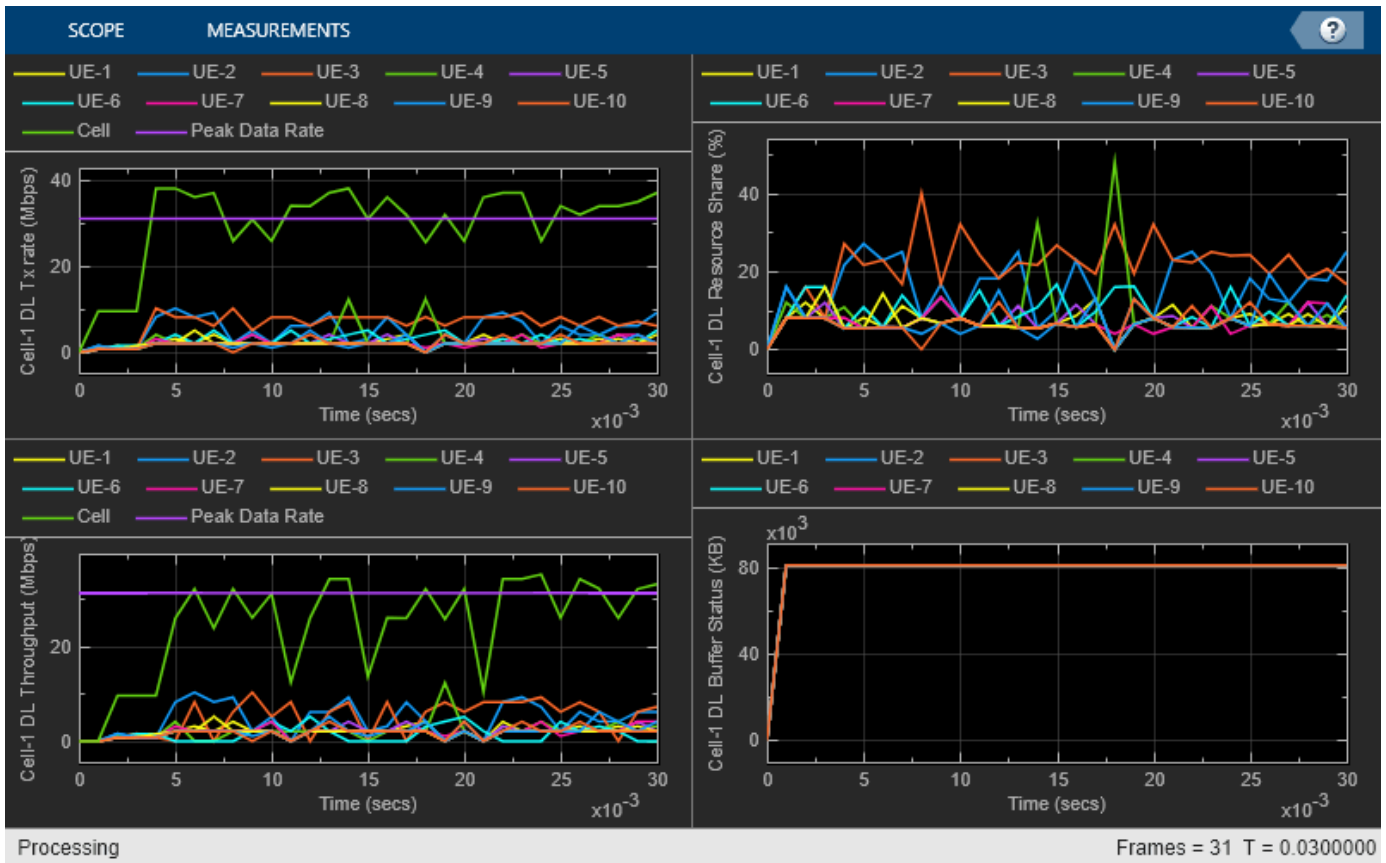 SCOPE MEASUREMENTS ?
UE-1 UE-2 UE-3 UE-4 UE-5
UE-6 UE-7 UE-8 UE-9 UE-10
Cell Peak Data Rate
Cell-1 DL Tx rate (Mbps)
40
20
0
0 5 10 15 20 25 30
Time (secs)
x10^-3
UE-1 UE-2 UE-3 UE-4 UE-5
UE-6 UE-7 UE-8 UE-9 UE-10
Cell-1 DL Resource Share (%)
40
20
0
0 5 10 15 20 25 30
Time (secs)
x10^-3
UE-1 UE-2 UE-3 UE-4 UE-5
UE-6 UE-7 UE-8 UE-9 UE-10
Cell Peak Data Rate
Cell-1 DL Throughput (Mbps)
20
0
0 5 10 15 20 25 30
Time (secs)
x10^-3
UE-1 UE-2 UE-3 UE-4 UE-5
UE-6 UE-7 UE-8 UE-9 UE-10
x10^3
Cell-1 DL Buffer Status (KB)
80
40
0
0 5 10 15 20 25 30
Time (secs)
x10^-3
Processing Frames = 31 T = 0.0300000